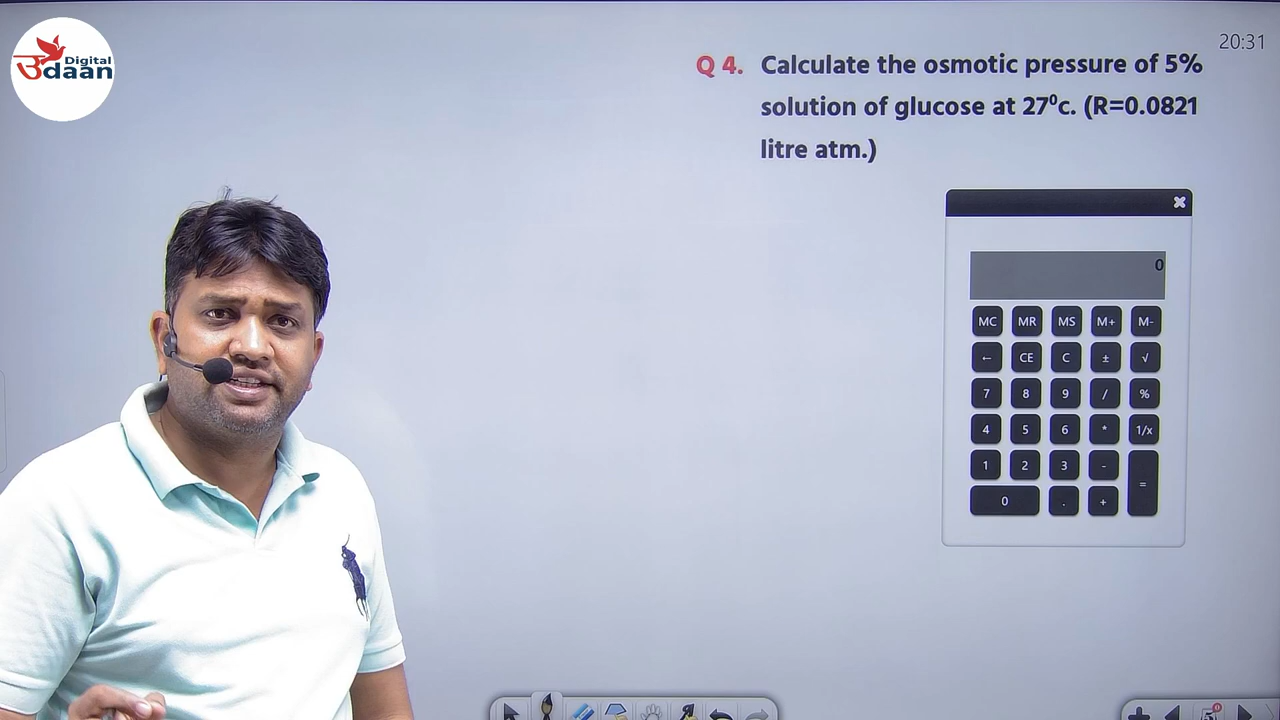 Digital
उdaan
20:31
Q 4. Calculate the osmotic pressure of 5%
solution of glucose at 27⁰c. (R=0.0821
litre atm.)
0
MC MR MS M+ M-
← CE C ± √
7 8 9 / %
4 5 6 * 1/x
1 2 3 - =
0 . +